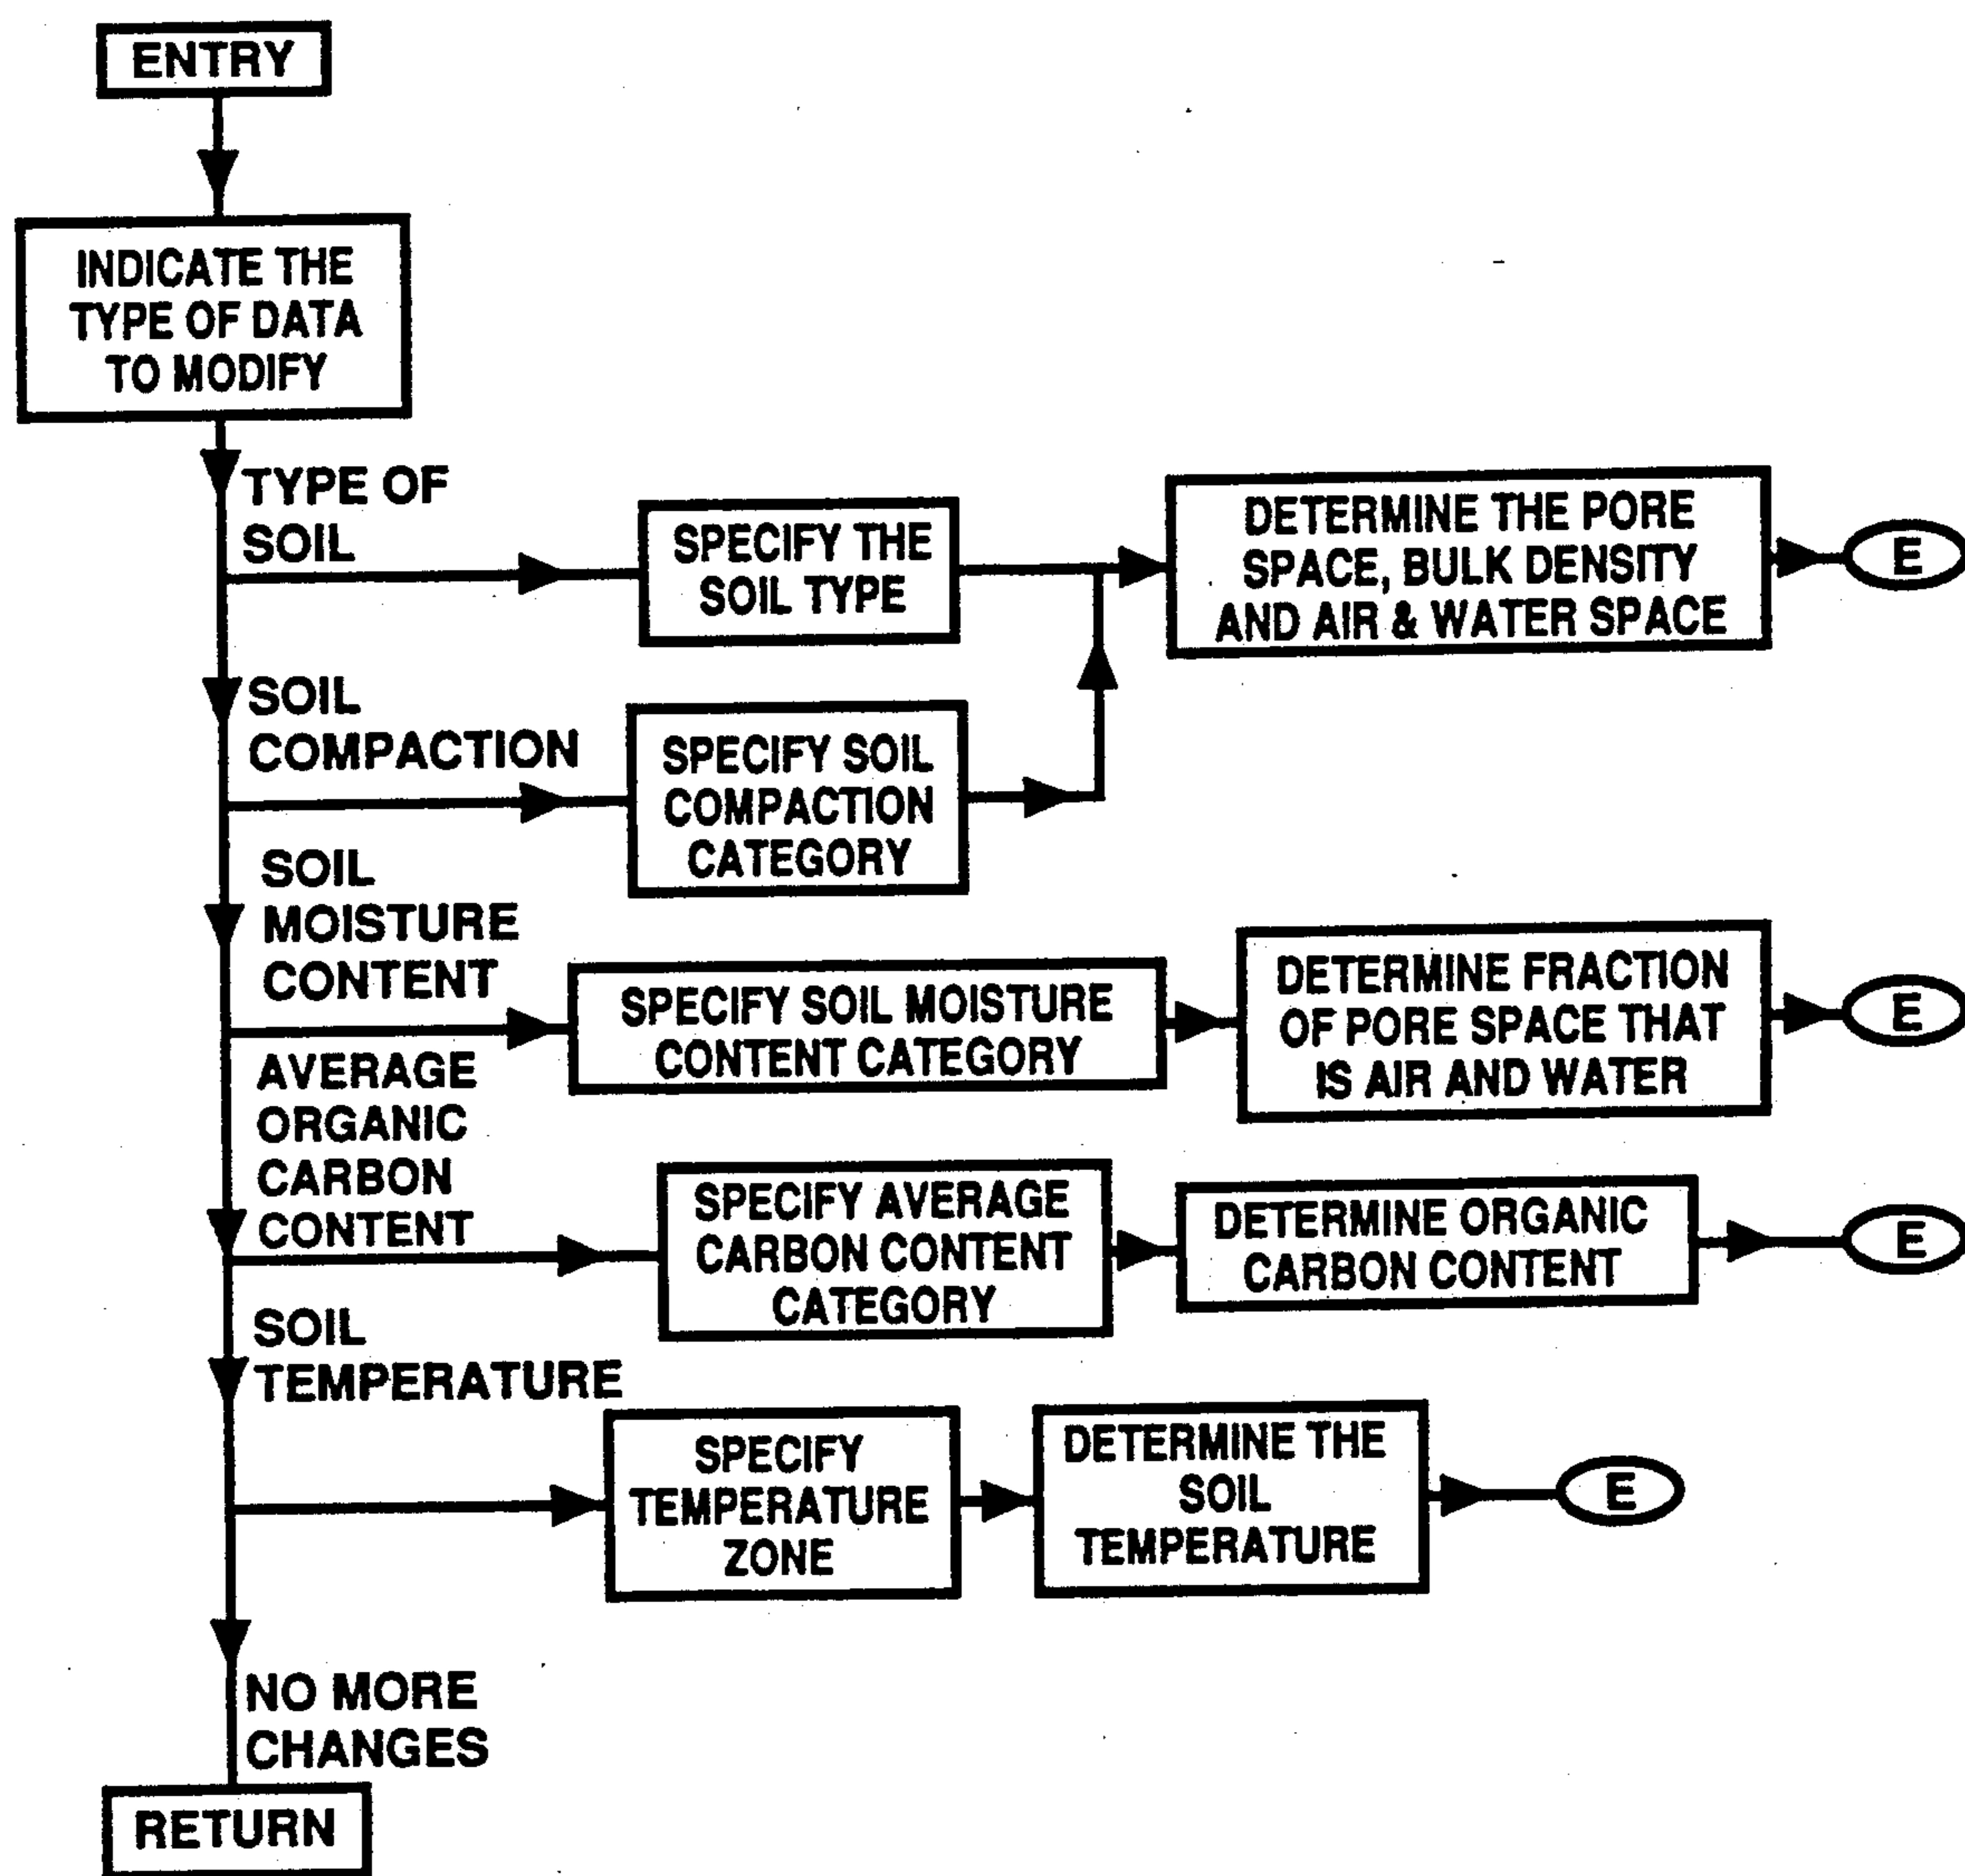 ENTRY
INDICATE THE
TYPE OF DATA
TO MODIFY
TYPE OF
SOIL
SPECIFY THE
SOIL TYPE
DETERMINE THE PORE
SPACE, BULK DENSITY
AND AIR & WATER SPACE
E
SOIL
COMPACTION
SPECIFY SOIL
COMPACTION
CATEGORY
SOIL
MOISTURE
CONTENT
SPECIFY SOIL MOISTURE
CONTENT CATEGORY
DETERMINE FRACTION
OF PORE SPACE THAT
IS AIR AND WATER
E
AVERAGE
ORGANIC
CARBON
CONTENT
SPECIFY AVERAGE
CARBON CONTENT
CATEGORY
DETERMINE ORGANIC
CARBON CONTENT
E
SOIL
TEMPERATURE
SPECIFY
TEMPERATURE
ZONE
DETERMINE THE
SOIL
TEMPERATURE
E
NO MORE
CHANGES
RETURN